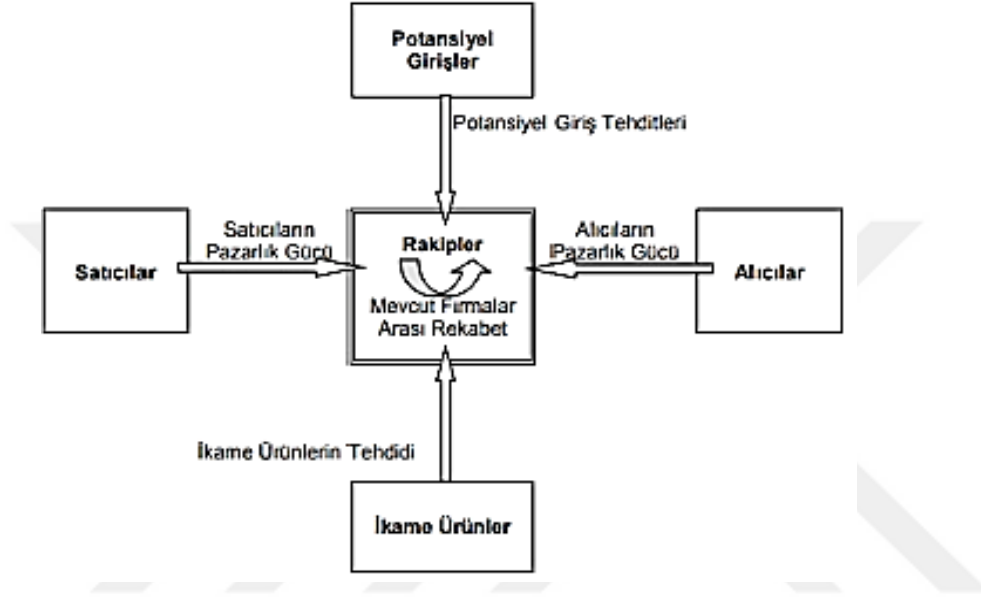 Potansiyel
Girişler
Potansiyel Giriş Tehditleri
Satıcılar
Satıcıların
Pazarlık Gücü
Rakipler
Mevcut Firmalar
Arası Rekabet
Alıcıların
Pazarlık Gücü
Alıcılar
İkame Ürünlerin Tehdidi
İkame Ürünler